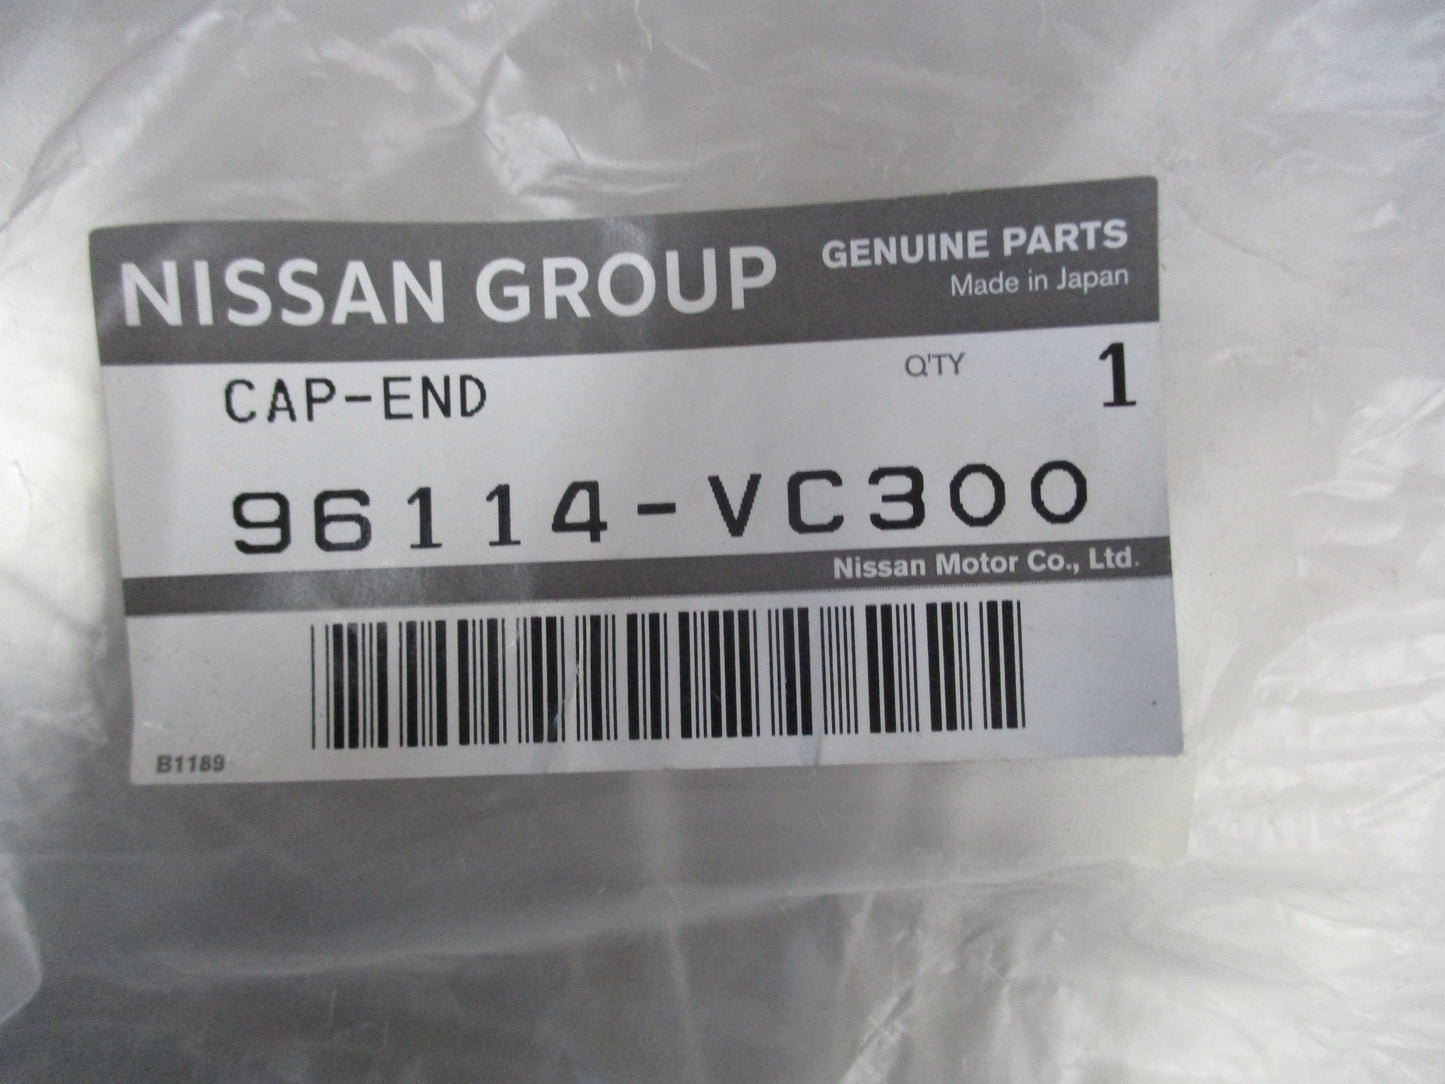 NISSAN GROUP
GENUINE PARTS
Made in Japan
CAP-END
Q'TY 1
96114-VC300
Nissan Motor Co., Ltd.
B1189